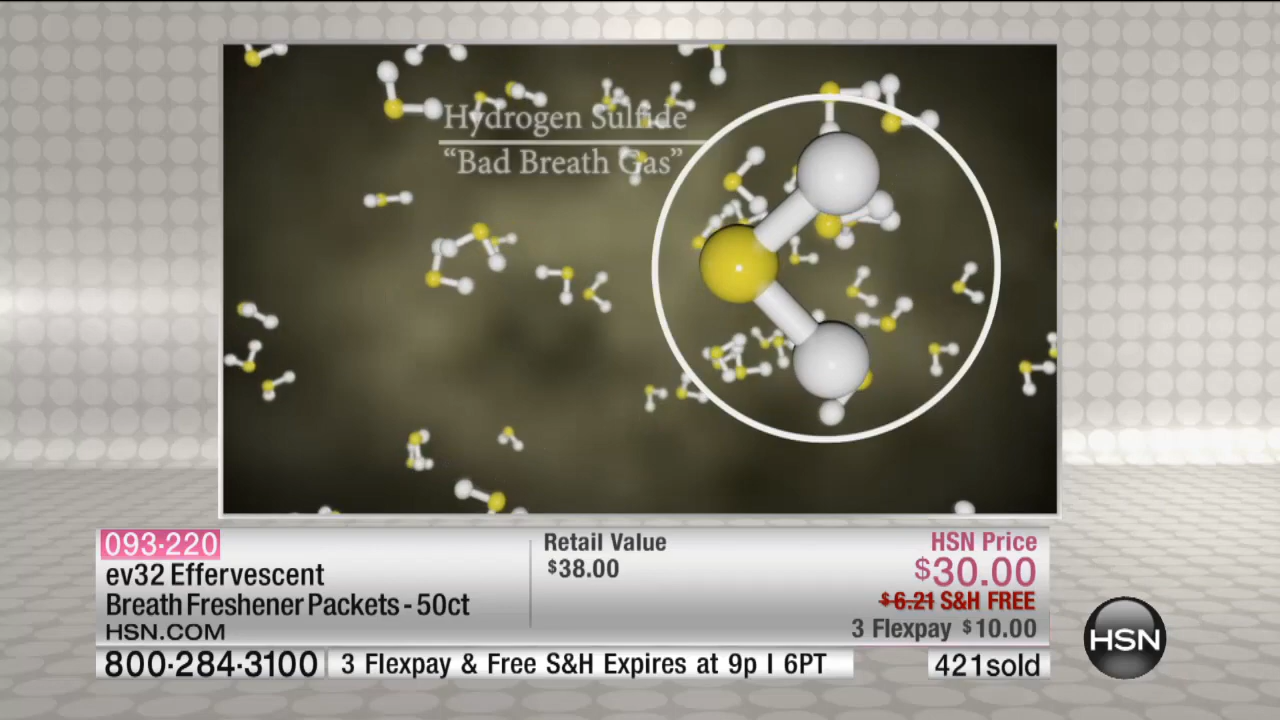 Hydrogen Sulfide
“Bad Breath Gas”
093·220
ev32 Effervescent
Breath Freshener Packets - 50ct
HSN.COM
Retail Value
$38.00
HSN Price
$30.00
$6.21 S&H FREE
3 Flexpay $10.00
800·284·3100
3 Flexpay & Free S&H Expires at 9p I 6PT
421sold
HSN